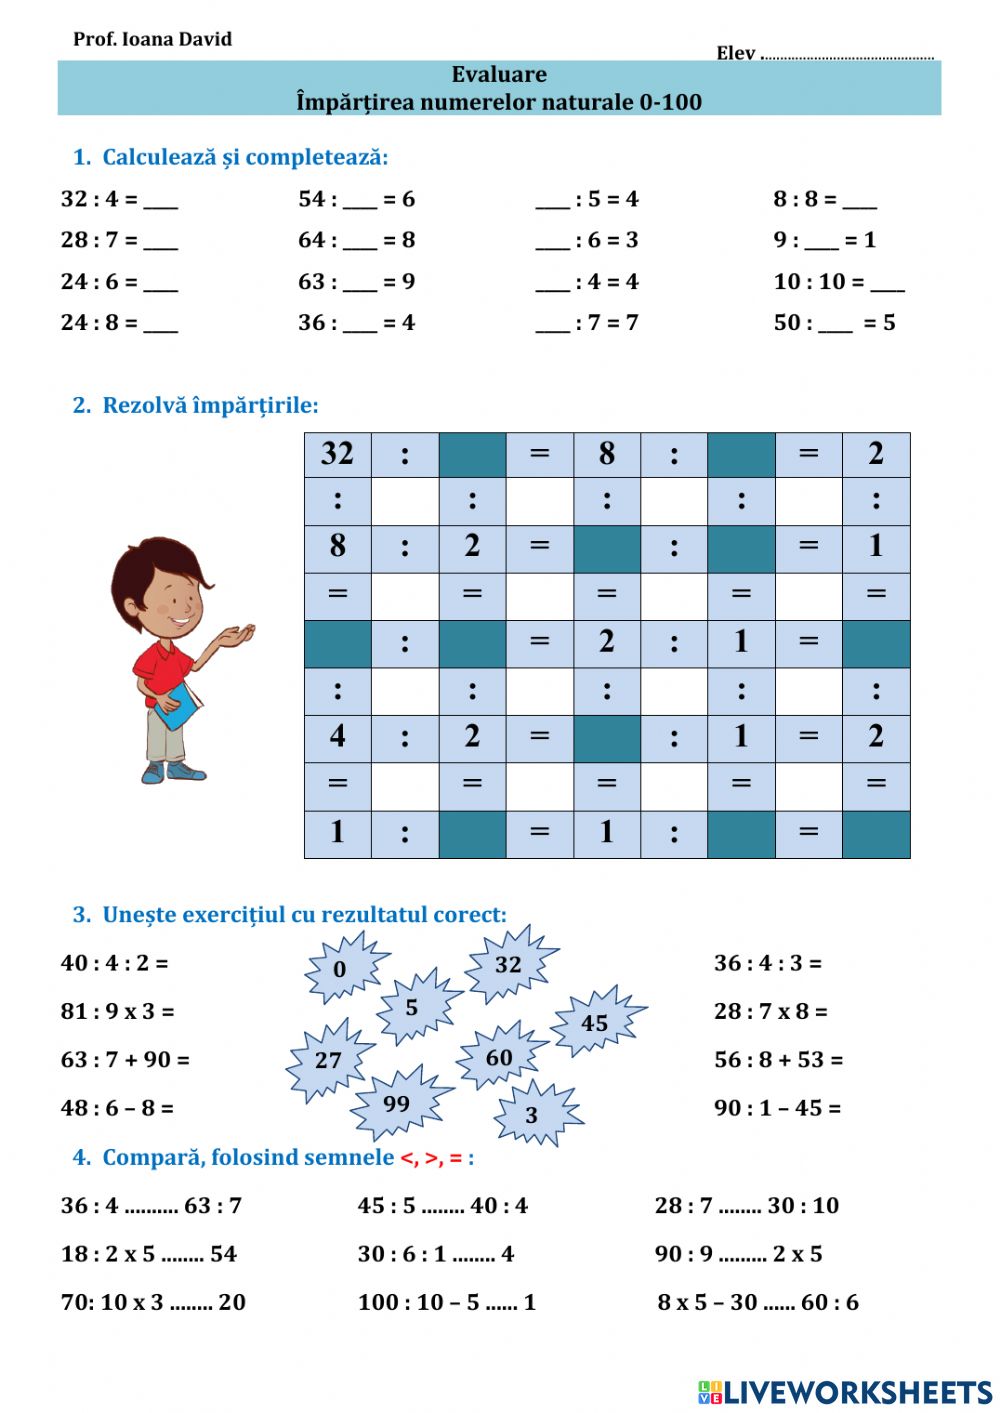 Prof. Ioana David
Elev .............................................
Evaluare
Împărțirea numerelor naturale 0-100
1. Calculează și completează:
32 : 4 = ___ 54 : ___ = 6 ___ : 5 = 4 8 : 8 = ___
28 : 7 = ___ 64 : ___ = 8 ___ : 6 = 3 9 : ___ = 1
24 : 6 = ___ 63 : ___ = 9 ___ : 4 = 4 10 : 10 = ___
24 : 8 = ___ 36 : ___ = 4 ___ : 7 = 7 50 : ___ = 5
2. Rezolvă împărțirile:
32 : = 8 : = 2
: : : : :
8 : 2 = : = 1
= = = = =
: = 2 : 1 =
: : : : :
4 : 2 = : 1 = 2
= = = = =
1 : = 1 : =
3. Unește exercițiul cu rezultatul corect:
40 : 4 : 2 = 0 32 36 : 4 : 3 =
81 : 9 x 3 = 5 45 28 : 7 x 8 =
63 : 7 + 90 = 27 60 56 : 8 + 53 =
48 : 6 – 8 = 99 3 90 : 1 – 45 =
4. Compară, folosind semnele <, >, = :
36 : 4 .......... 63 : 7 45 : 5 ........ 40 : 4 28 : 7 ........ 30 : 10
18 : 2 x 5 ........ 54 30 : 6 : 1 ........ 4 90 : 9 ......... 2 x 5
70: 10 x 3 ........ 20 100 : 10 – 5 ...... 1 8 x 5 – 30 ...... 60 : 6
LIVE LIVEWORKSHEETS